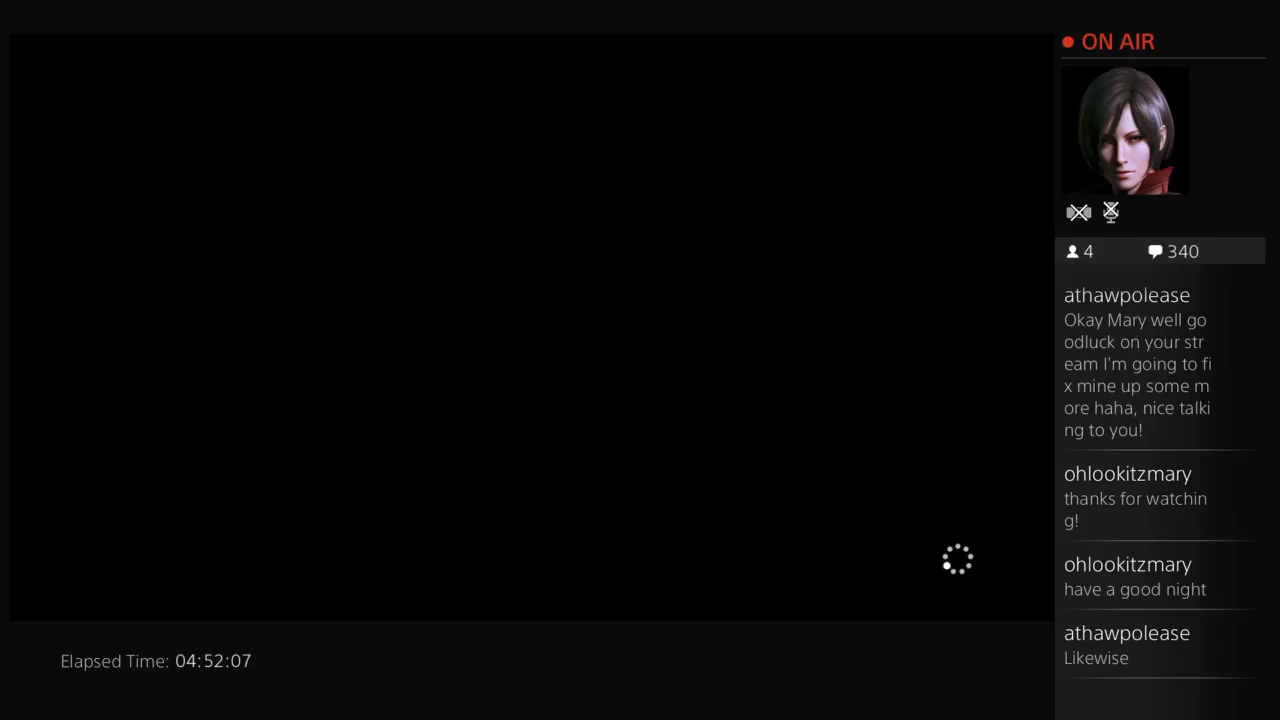 ON AIR
4 340
athawpolease
Okay Mary well go
odluck on your str
eam I'm going to fi
x mine up some m
ore haha, nice talki
ng to you!
ohlookitzmary
thanks for watchin
g!
ohlookitzmary
have a good night
athawpolease
Likewise
Elapsed Time: 04:52:07